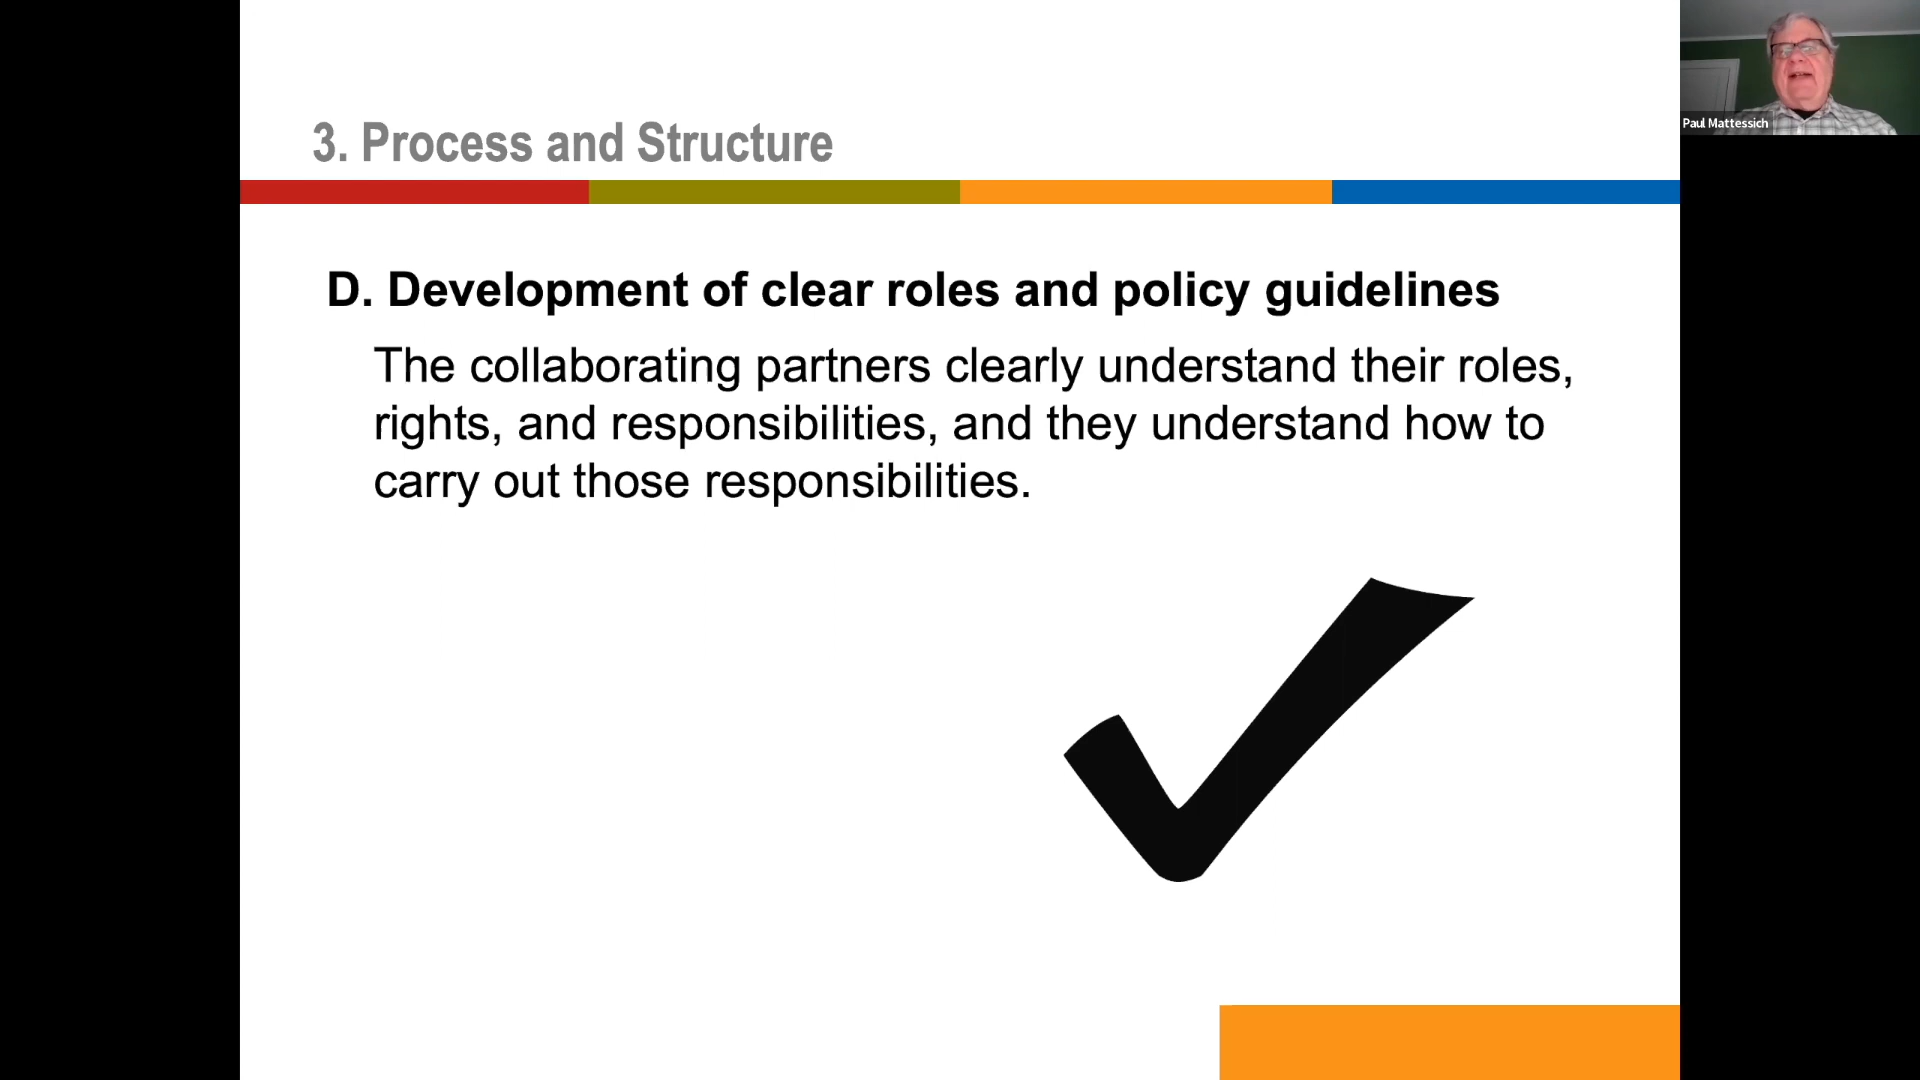 3. Process and Structure
Paul Mattessich
D. Development of clear roles and policy guidelines
The collaborating partners clearly understand their roles,
rights, and responsibilities, and they understand how to
carry out those responsibilities.